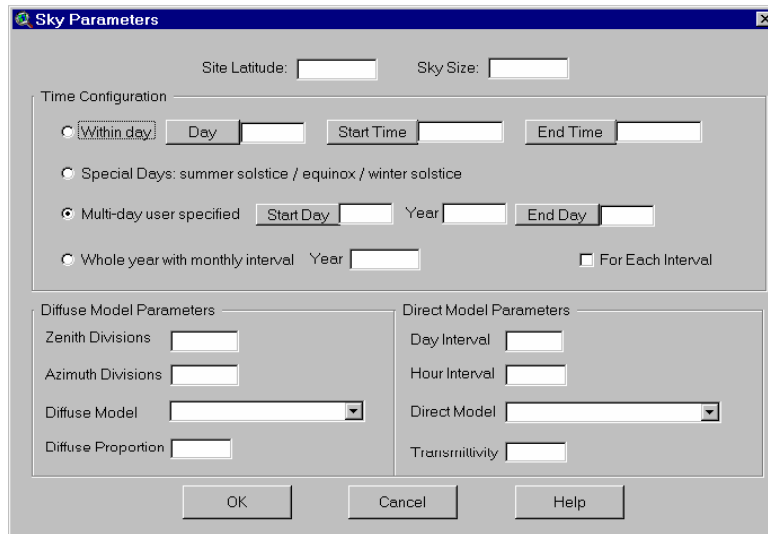 Sky Parameters
Site Latitude: Sky Size:
Time Configuration
Within day Day Start Time End Time
Special Days: summer solstice / equinox / winter solstice
Multi-day user specified Start Day Year End Day
Whole year with monthly interval Year For Each Interval
Diffuse Model Parameters Direct Model Parameters
Zenith Divisions Day Interval
Azimuth Divisions Hour Interval
Diffuse Model Direct Model
Diffuse Proportion Transmittivity
OK Cancel Help